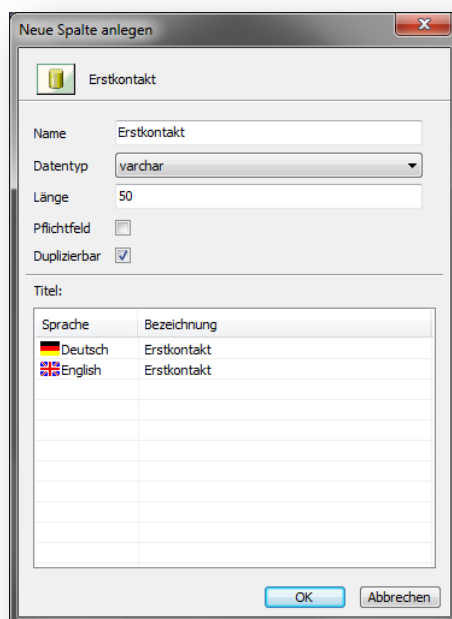 Neue Spalte anlegen
Erstkontakt
Name Erstkontakt
Datentyp varchar
Länge 50
Pflichtfeld
Duplizierbar
Titel:
Sprache Bezeichnung
Deutsch Erstkontakt
English Erstkontakt
OK Abbrechen